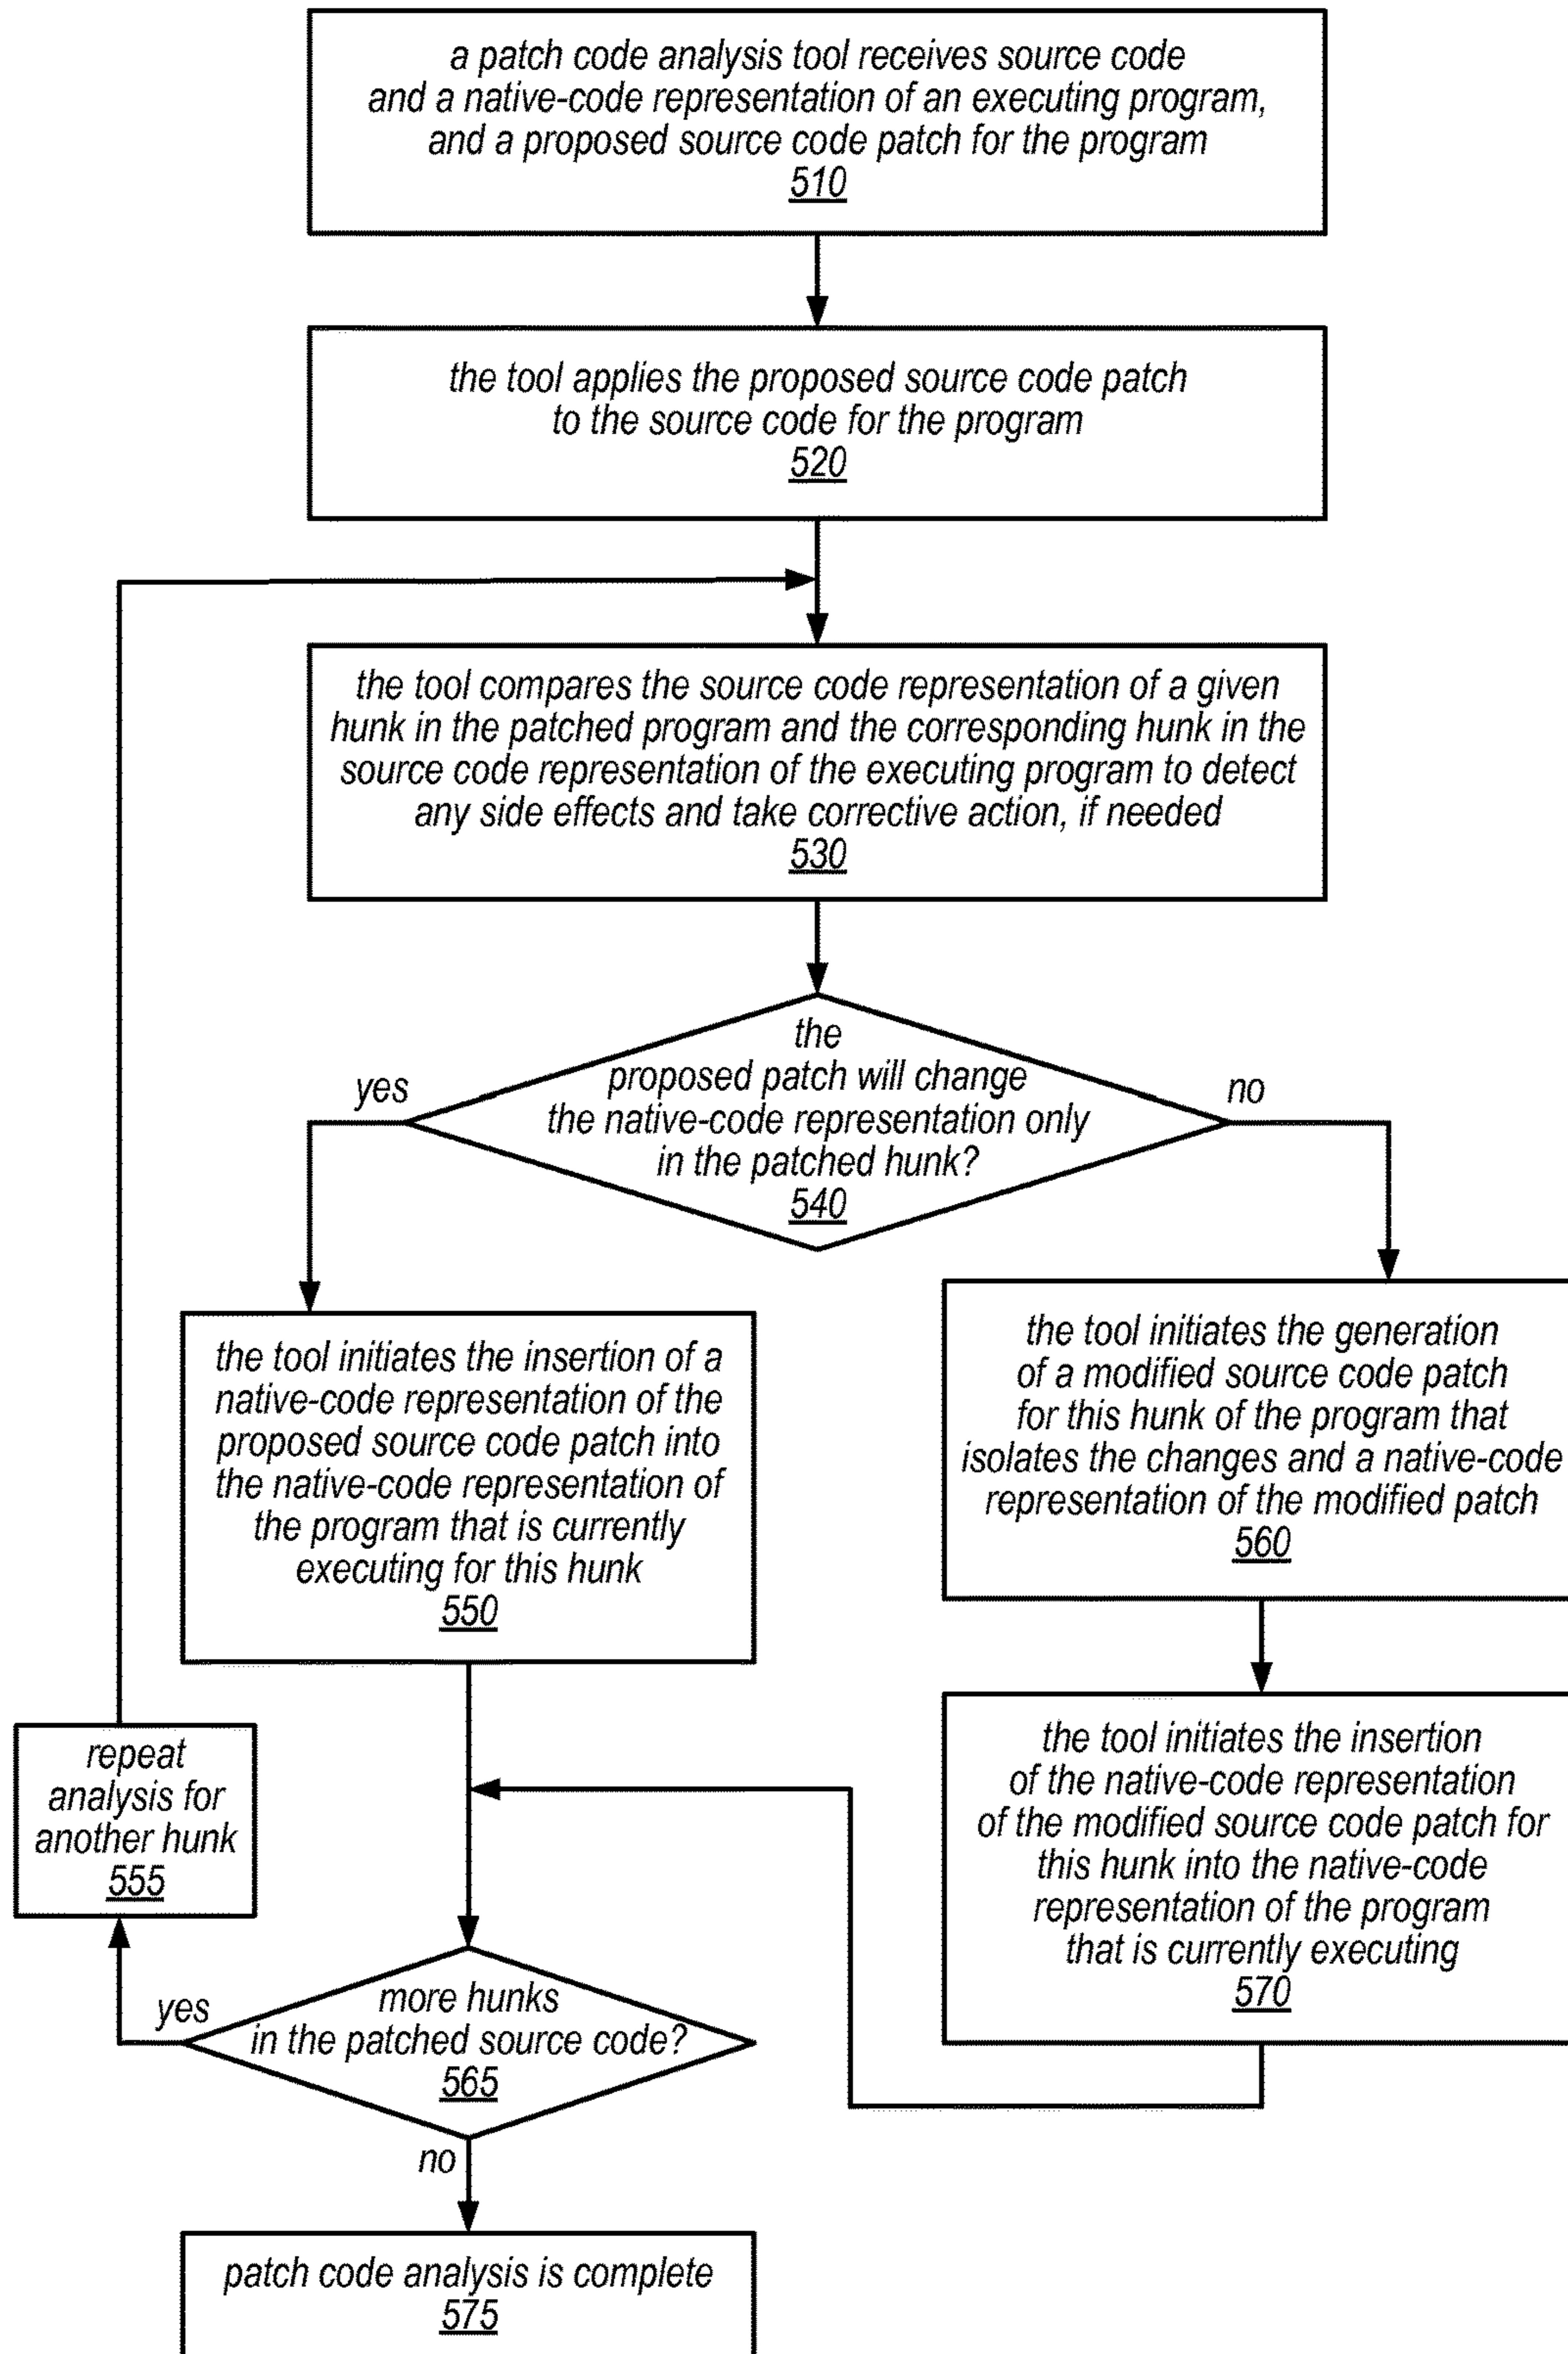 a patch code analysis tool receives source code
and a native-code representation of an executing program,
and a proposed source code patch for the program
510
the tool applies the proposed source code patch
to the source code for the program
520
the tool compares the source code representation of a given
hunk in the patched program and the corresponding hunk in the
source code representation of the executing program to detect
any side effects and take corrective action, if needed
530
the
proposed patch will change
the native-code representation only
in the patched hunk?
540
yes
no
the tool initiates the insertion of a
native-code representation of the
proposed source code patch into
the native-code representation of
the program that is currently
executing for this hunk
550
the tool initiates the generation
of a modified source code patch
for this hunk of the program that
isolates the changes and a native-code
representation of the modified patch
560
the tool initiates the insertion
of the native-code representation
of the modified source code patch for
this hunk into the native-code
representation of the program
that is currently executing
570
repeat
analysis for
another hunk
555
yes
more hunks
in the patched source code?
565
no
patch code analysis is complete
575